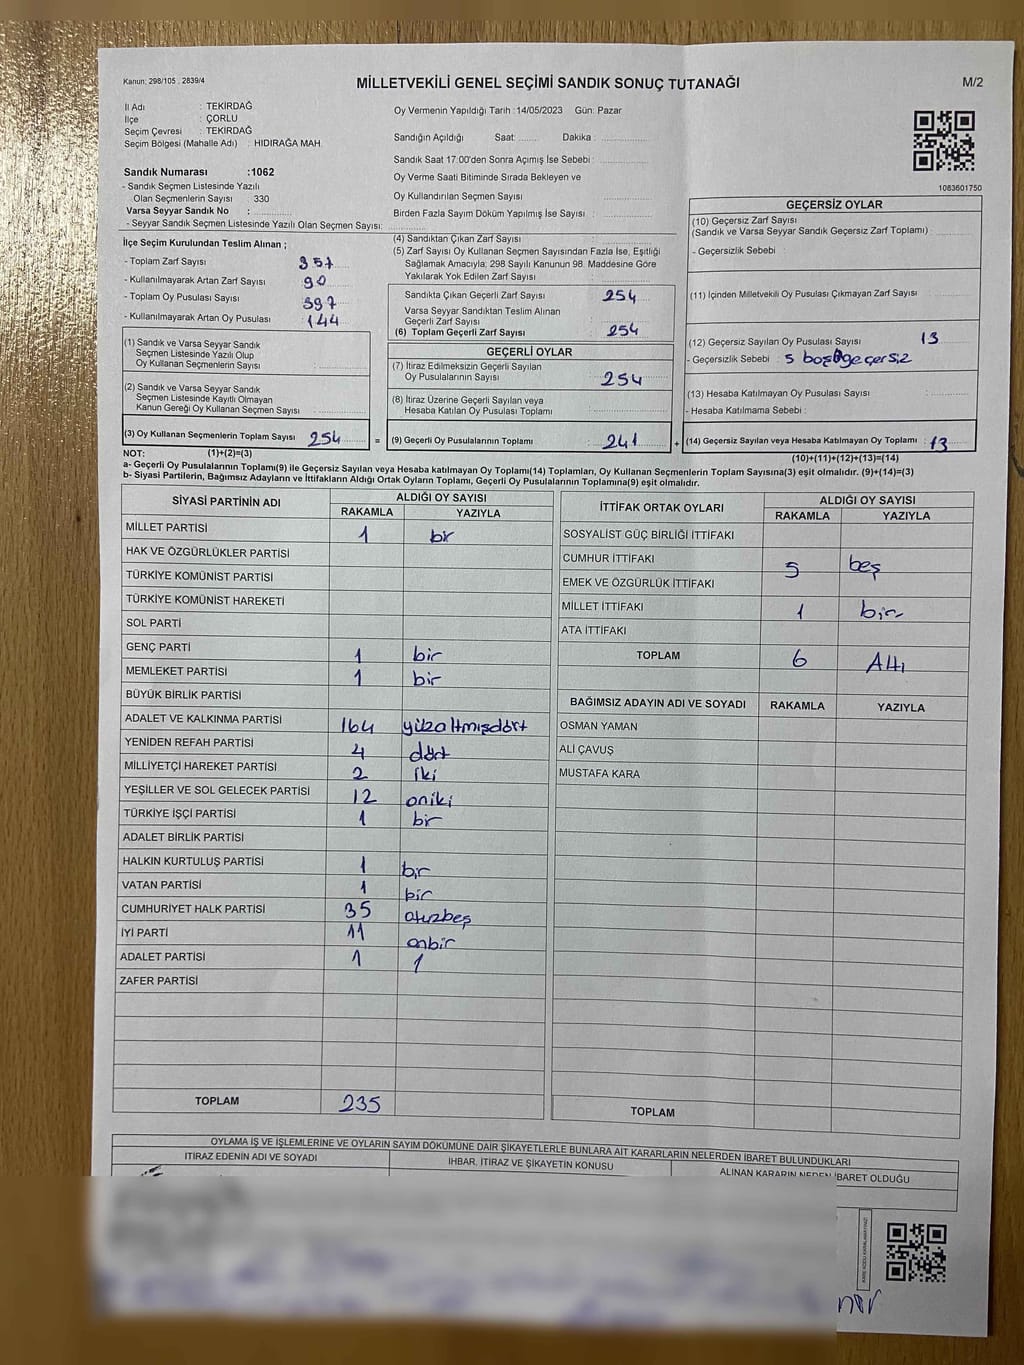 Kanun: 298/105 . 2839/4
MİLLETVEKİLİ GENEL SEÇİMİ SANDIK SONUÇ TUTANAĞI
M/2
İl Adı : TEKİRDAĞ
İlçe : ÇORLU
Seçim Çevresi : TEKİRDAĞ
Seçim Bölgesi (Mahalle Adı) : HIDIRAĞA MAH.
Sandık Numarası :1062
- Sandık Seçmen Listesinde Yazılı
Olan Seçmenlerin Sayısı 330
Varsa Seyyar Sandık No :
- Seyyar Sandık Seçmen Listesinde Yazılı Olan Seçmen Sayısı:
Oy Vermenin Yapıldığı Tarih :14/05/2023 Gün: Pazar
Sandığın Açıldığı Saat: Dakika :
Sandık Saat 17:00'den Sonra Açımış İse Sebebi :
Oy Verme Saati Bitiminde Sırada Bekleyen ve
Oy Kullandırılan Seçmen Sayısı :
Birden Fazla Sayım Döküm Yapılmış İse Sayısı :
1083601750
İlçe Seçim Kurulundan Teslim Alınan ;
- Toplam Zarf Sayısı : 357
- Kullanılmayarak Artan Zarf Sayısı : 90
- Toplam Oy Pusulası Sayısı : 397
- Kullanılmayarak Artan Oy Pusulası : 144
(1) Sandık ve Varsa Seyyar Sandık
Seçmen Listesinde Yazılı Olup
Oy Kullanan Seçmenlerin Sayısı :
(2) Sandık ve Varsa Seyyar Sandık
Seçmen Listesinde Kayıtlı Olmayan
Kanun Gereği Oy Kullanan Seçmen Sayısı :
(3) Oy Kullanan Seçmenlerin Toplam Sayısı : 254 =
(1)+(2)=(3)
(4) Sandıktan Çıkan Zarf Sayısı :
(5) Zarf Sayısı Oy Kullanan Seçmen Sayısından Fazla İse, Eşitliği
Sağlamak Amacıyla; 298 Sayılı Kanunun 98. Maddesine Göre
Yakılarak Yok Edilen Zarf Sayısı :
Sandıkta Çıkan Geçerli Zarf Sayısı : 254
Varsa Seyyar Sandıktan Teslim Alınan
Geçerli Zarf Sayısı :
(6) Toplam Geçerli Zarf Sayısı : 254
GEÇERLİ OYLAR
(7) İtiraz Edilmeksizin Geçerli Sayılan
Oy Pusulalarının Sayısı : 254
(8) İtiraz Üzerine Geçerli Sayılan veya
Hesaba Katılan Oy Pusulası Toplamı :
(9) Geçerli Oy Pusulalarının Toplamı : 241 +
GEÇERSİZ OYLAR
(10) Geçersiz Zarf Sayısı
(Sandık ve Varsa Seyyar Sandık Geçersiz Zarf Toplamı) :
- Geçersizlik Sebebi :
(11) İçinden Milletvekili Oy Pusulası Çıkmayan Zarf Sayısı :
(12) Geçersiz Sayılan Oy Pusulası Sayısı : 13
- Geçersizlik Sebebi : 5 boş 8 geçersiz
(13) Hesaba Katılmayan Oy Pusulası Sayısı :
- Hesaba Katılmama Sebebi :
(14) Geçersiz Sayılan veya Hesaba Katılmayan Oy Toplamı : 13
(10)+(11)+(12)+(13)=(14)
NOT:
a- Geçerli Oy Pusulalarının Toplamı(9) ile Geçersiz Sayılan veya Hesaba katılmayan Oy Toplamı(14) Toplamları, Oy Kullanan Seçmenlerin Toplam Sayısına(3) eşit olmalıdır. (9)+(14)=(3)
b- Siyasi Partilerin, Bağımsız Adayların ve İttifakların Aldığı Ortak Oyların Toplamı, Geçerli Oy Pusulalarının Toplamına(9) eşit olmalıdır.
SİYASİ PARTİNİN ADI ALDIĞI OY SAYISI
RAKAMLA YAZIYLA
MİLLET PARTİSİ 1 bir
HAK VE ÖZGÜRLÜKLER PARTİSİ
TÜRKİYE KOMÜNİST PARTİSİ
TÜRKİYE KOMÜNİST HAREKETİ
SOL PARTİ
GENÇ PARTİ 1 bir
MEMLEKET PARTİSİ 1 bir
BÜYÜK BİRLİK PARTİSİ
ADALET VE KALKINMA PARTİSİ 164 yüzaltmışdört
YENİDEN REFAH PARTİSİ 4 dört
MİLLİYETÇİ HAREKET PARTİSİ 2 iki
YEŞİLLER VE SOL GELECEK PARTİSİ 12 oniki
TÜRKİYE İŞÇİ PARTİSİ 1 bir
ADALET BİRLİK PARTİSİ
HALKIN KURTULUŞ PARTİSİ 1 bir
VATAN PARTİSİ 1 bir
CUMHURİYET HALK PARTİSİ 35 otuzbeş
İYİ PARTİ 11 onbir
ADALET PARTİSİ 1 1
ZAFER PARTİSİ
TOPLAM 235
İTTİFAK ORTAK OYLARI ALDIĞI OY SAYISI
RAKAMLA YAZIYLA
SOSYALİST GÜÇ BİRLİĞİ İTTİFAKI
CUMHUR İTTİFAKI 5 beş
EMEK VE ÖZGÜRLÜK İTTİFAKI
MİLLET İTTİFAKI 1 bir
ATA İTTİFAKI
TOPLAM 6 Altı
BAĞIMSIZ ADAYIN ADI VE SOYADI RAKAMLA YAZIYLA
OSMAN YAMAN
ALİ ÇAVUŞ
MUSTAFA KARA
TOPLAM
OYLAMA İŞ VE İŞLEMLERİNE VE OYLARIN SAYIM DÖKÜMÜNE DAİR ŞİKAYETLERLE BUNLARA AİT KARARLARIN NELERDEN İBARET BULUNDUKLARI
İTİRAZ EDENİN ADI VE SOYADI İHBAR, İTİRAZ VE ŞİKAYETİN KONUSU ALINAN KARARIN NEDEN İBARET OLDUĞU